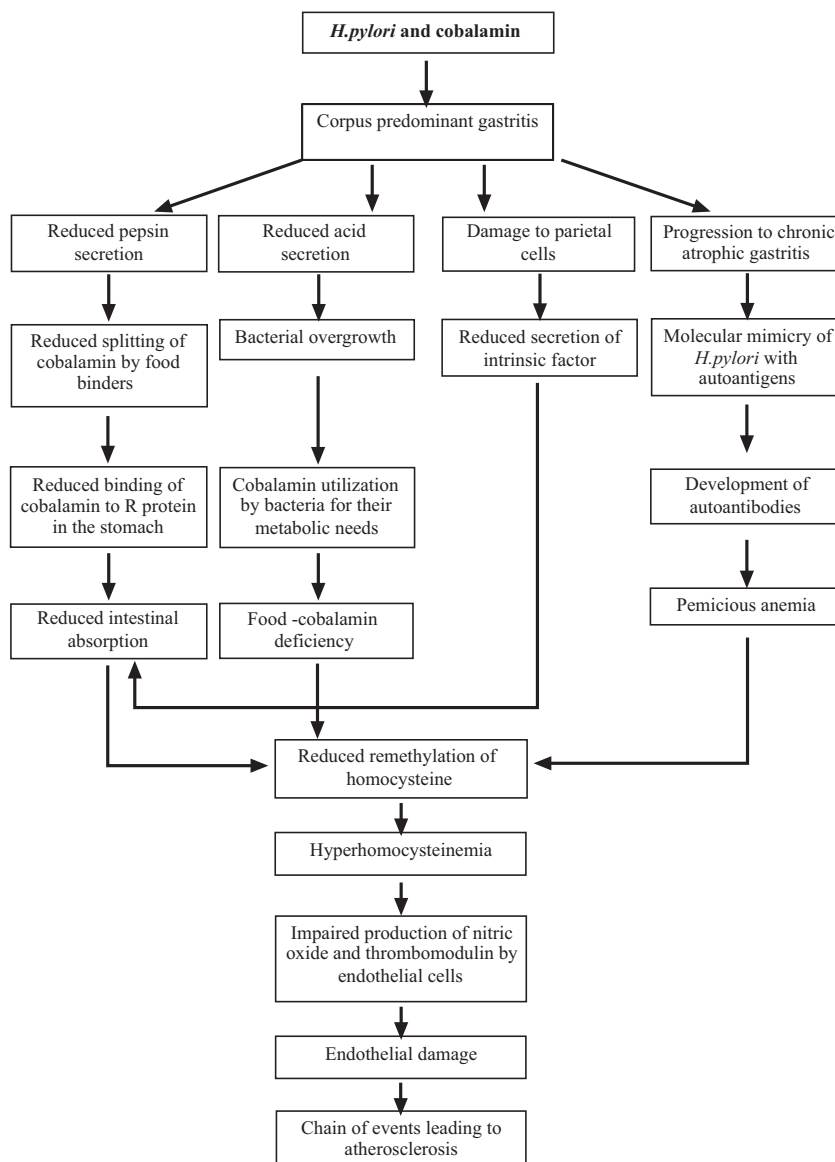 H.pylori and cobalamin
Corpus predominant gastritis
Reduced pepsin
secretion
Reduced acid
secretion
Damage to parietal
cells
Progression to chronic
atrophic gastritis
Reduced splitting of
cobalamin by food
binders
Bacterial overgrowth
Reduced secretion of
intrinsic factor
Molecular mimicry of
H.pylori with
autoantigens
Reduced binding of
cobalamin to R protein
in the stomach
Cobalamin utilization
by bacteria for their
metabolic needs
Development of
autoantibodies
Reduced intestinal
absorption
Food -cobalamin
deficiency
Pemicious anemia
Reduced remethylation of
homocysteine
Hyperhomocysteinemia
Impaired production of nitric
oxide and thrombomodulin by
endothelial cells
Endothelial damage
Chain of events leading to
atherosclerosis